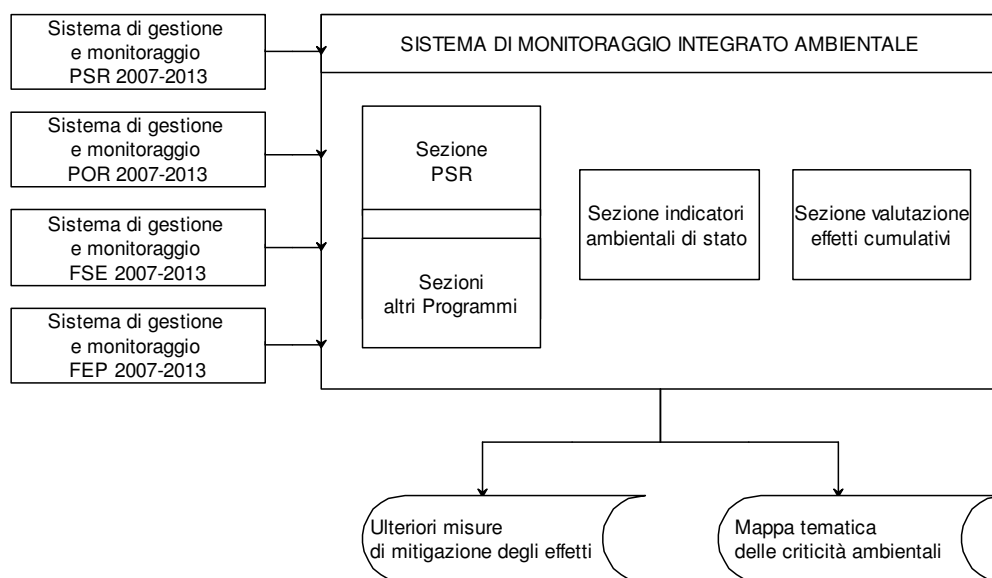 Sistema di gestione
e monitoraggio
PSR 2007-2013
SISTEMA DI MONITORAGGIO INTEGRATO AMBIENTALE
Sistema di gestione
e monitoraggio
POR 2007-2013
Sistema di gestione
e monitoraggio
FSE 2007-2013
Sistema di gestione
e monitoraggio
FEP 2007-2013
Sezione
PSR
Sezioni
altri Programmi
Sezione indicatori
ambientali di stato
Sezione valutazione
effetti cumulativi
Ulteriori misure
di mitigazione degli effetti
Mappa tematica
delle criticità ambientali